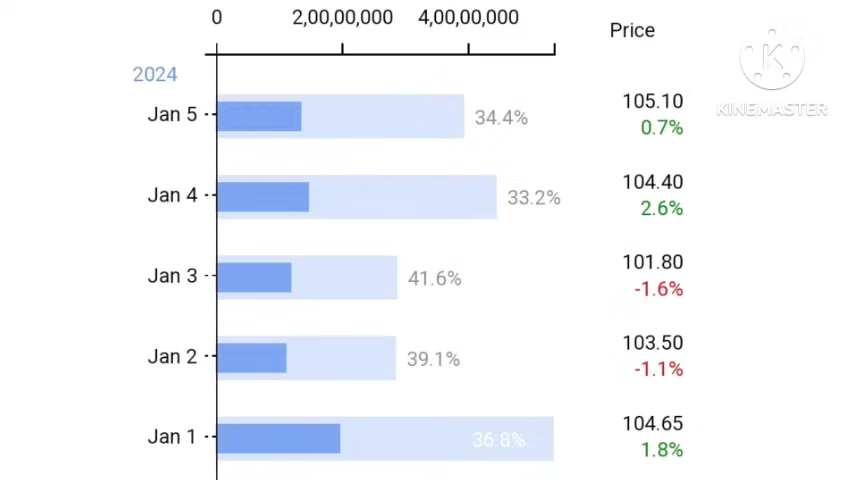 0 2,00,00,000 4,00,00,000 Price
2024
KINEMASTER
Jan 5 34.4% 105.10
0.7%
Jan 4 33.2% 104.40
2.6%
Jan 3 41.6% 101.80
-1.6%
Jan 2 39.1% 103.50
-1.1%
Jan 1 36.8% 104.65
1.8%